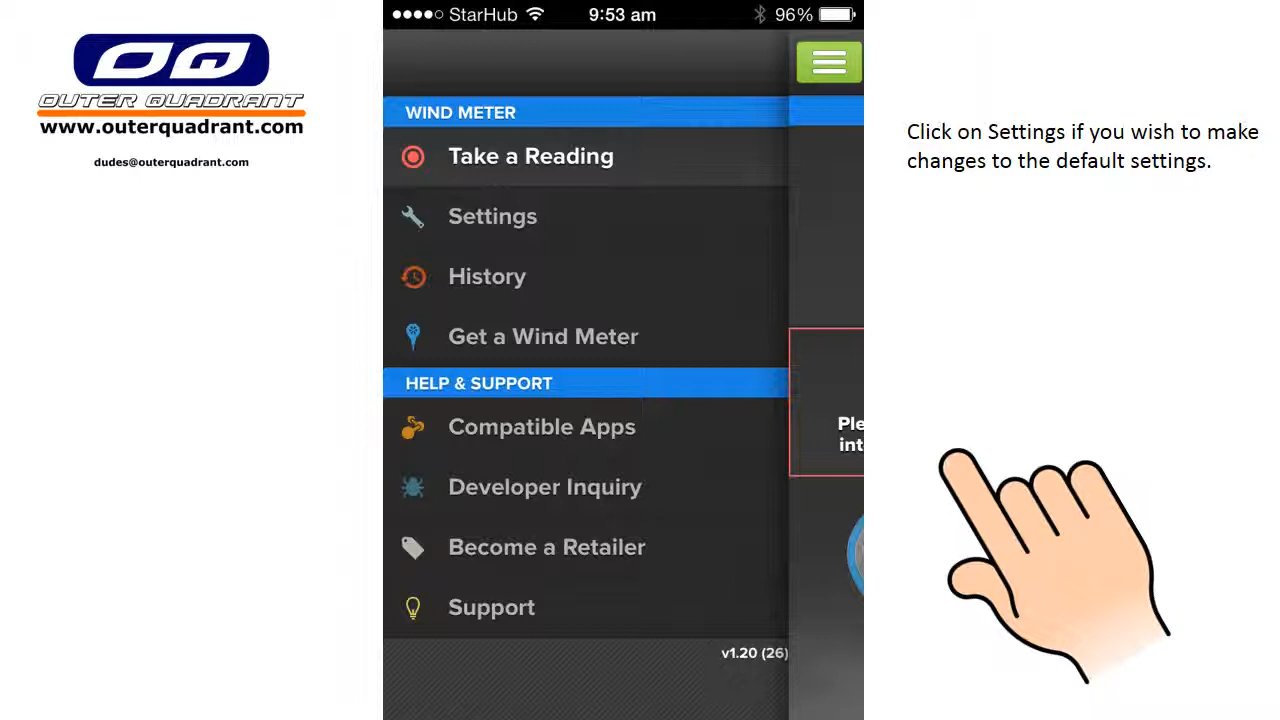 OQ
OUTER QUADRANT
www.outerquadrant.com
dudes@outerquadrant.com
StarHub 9:53 am 96%
WIND METER
Take a Reading
Settings
History
Get a Wind Meter
HELP & SUPPORT
Compatible Apps
Developer Inquiry
Become a Retailer
Support
v1.20 (26)
Ple
int
Click on Settings if you wish to make
changes to the default settings.